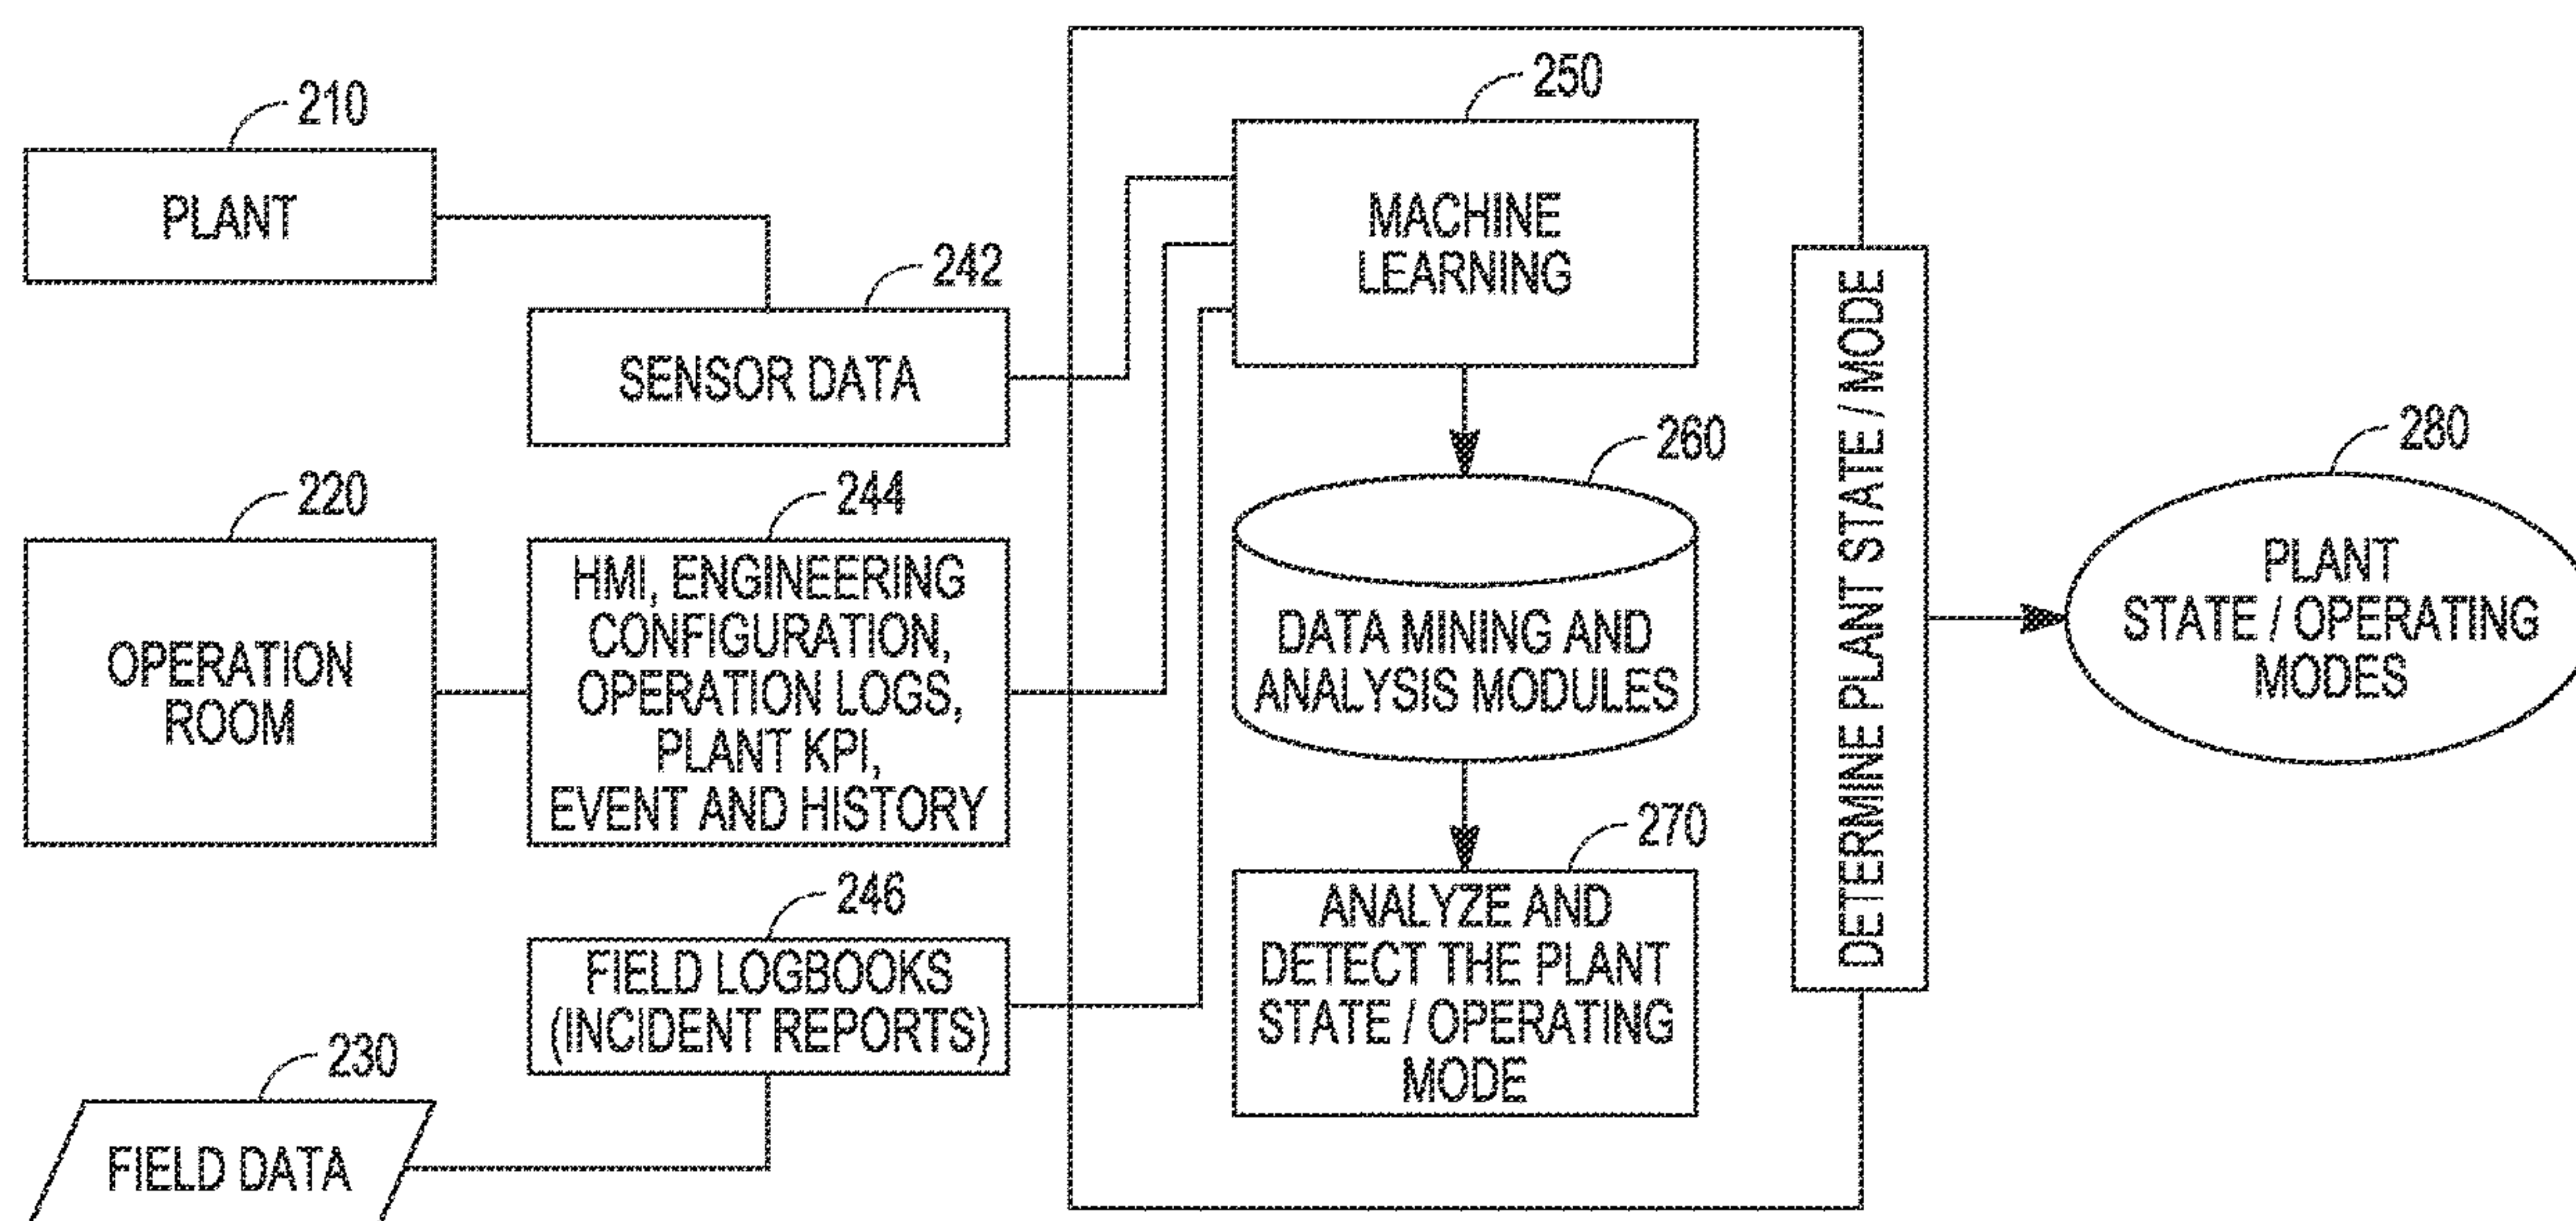 210
PLANT
242
SENSOR DATA
220
OPERATION
ROOM
244
HMI, ENGINEERING
CONFIGURATION,
OPERATION LOGS,
PLANT KPI,
EVENT AND HISTORY
246
FIELD LOGBOOKS
(INCIDENT REPORTS)
230
FIELD DATA
250
MACHINE
LEARNING
260
DATA MINING AND
ANALYSIS MODULES
270
ANALYZE AND
DETECT THE PLANT
STATE / OPERATING
MODE
DETERMINE PLANT STATE / MODE
280
PLANT
STATE / OPERATING
MODES